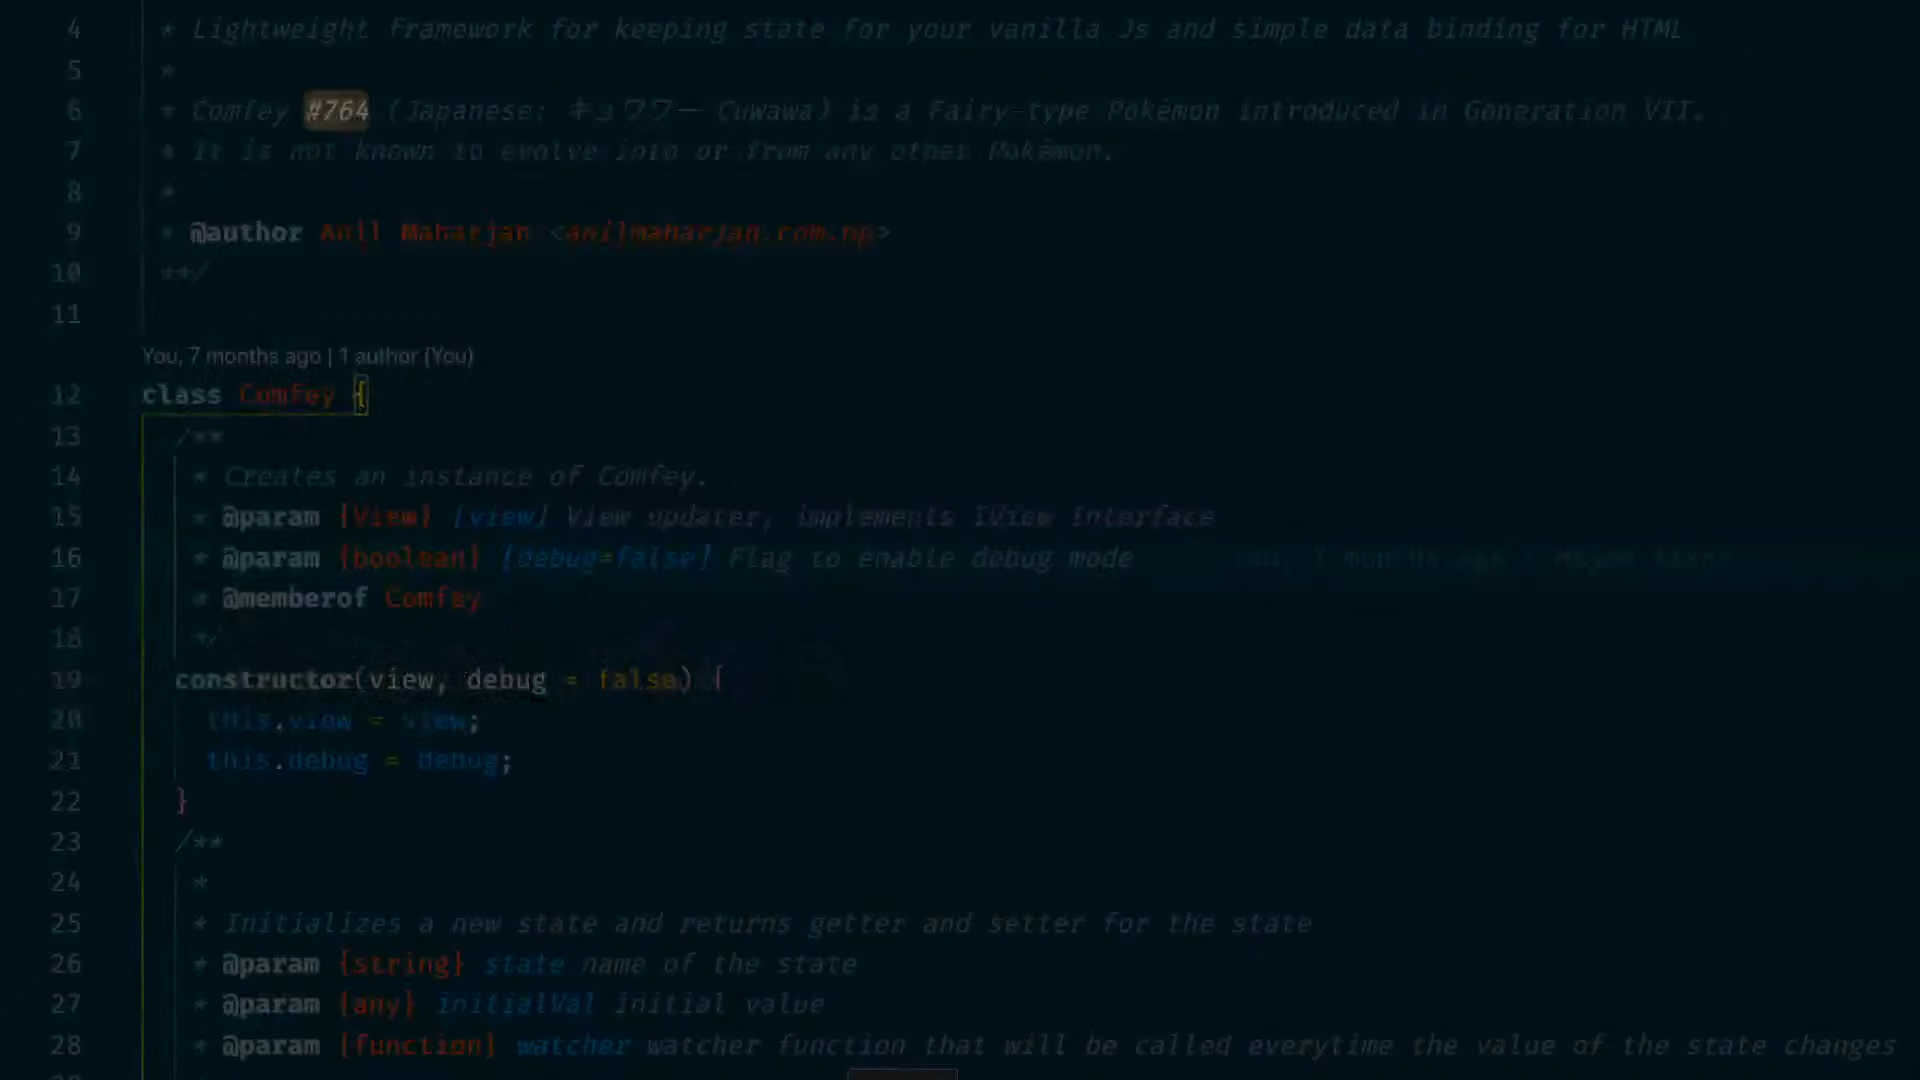 4 * Lightweight framework for keeping state for your vanilla Js and simple data binding for HTML
5 *
6 * Comfey #764 (Japanese: キュワワー Cuwawa) is a Fairy-type Pokémon introduced in Generation VII.
7 * It is not known to evolve into or from any other Pokémon.
8 *
9 * @author Anil Maharjan <anilmaharjan.com.np>
10 **/
11
You, 7 months ago | 1 author (You)
12 class Comfey {
13 /**
14 * Creates an instance of Comfey.
15 * @param {View} [view] View updater, implements IView Interface
16 * @param {boolean} [debug=false] Flag to enable debug mode You, 7 months ago
17 * @memberof Comfey
18 */
19 constructor(view, debug = false) {
20 this.view = view;
21 this.debug = debug;
22 }
23 /**
24 *
25 * Initializes a new state and returns getter and setter for the state
26 * @param {string} state name of the state
27 * @param {any} initialVal initial value
28 * @param {function} watcher watcher function that will be called everytime the value of the state changes